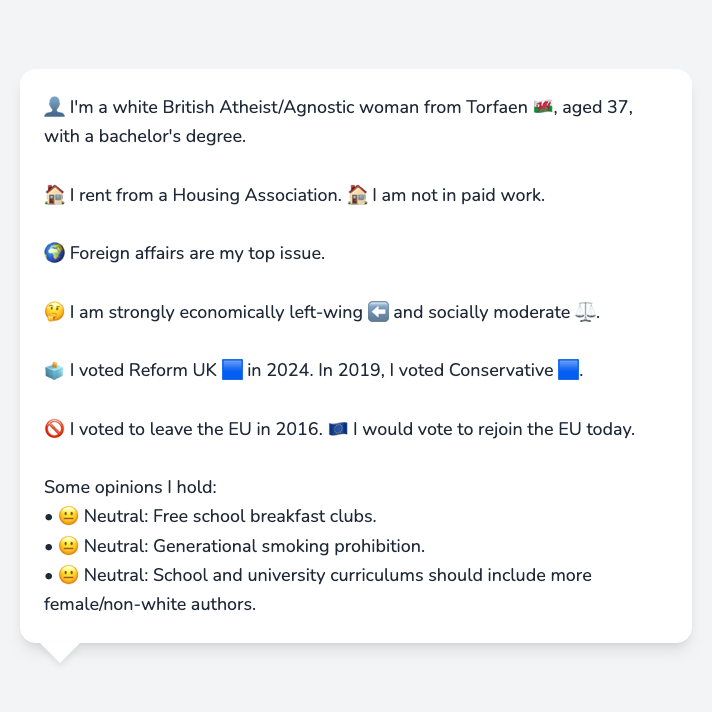 👤 I'm a white British Atheist/Agnostic woman from Torfaen 🏴󠁧󠁢󠁷󠁬󠁳󠁿, aged 37,
with a bachelor's degree.
🏠 I rent from a Housing Association. 🏠 I am not in paid work.
🌍 Foreign affairs are my top issue.
🤔 I am strongly economically left-wing ⬅️ and socially moderate ⚖️.
🗳️ I voted Reform UK 🟦 in 2024. In 2019, I voted Conservative 🟦.
🚫 I voted to leave the EU in 2016. 🇪🇺 I would vote to rejoin the EU today.
Some opinions I hold:
• 😐 Neutral: Free school breakfast clubs.
• 😐 Neutral: Generational smoking prohibition.
• 😐 Neutral: School and university curriculums should include more
female/non-white authors.